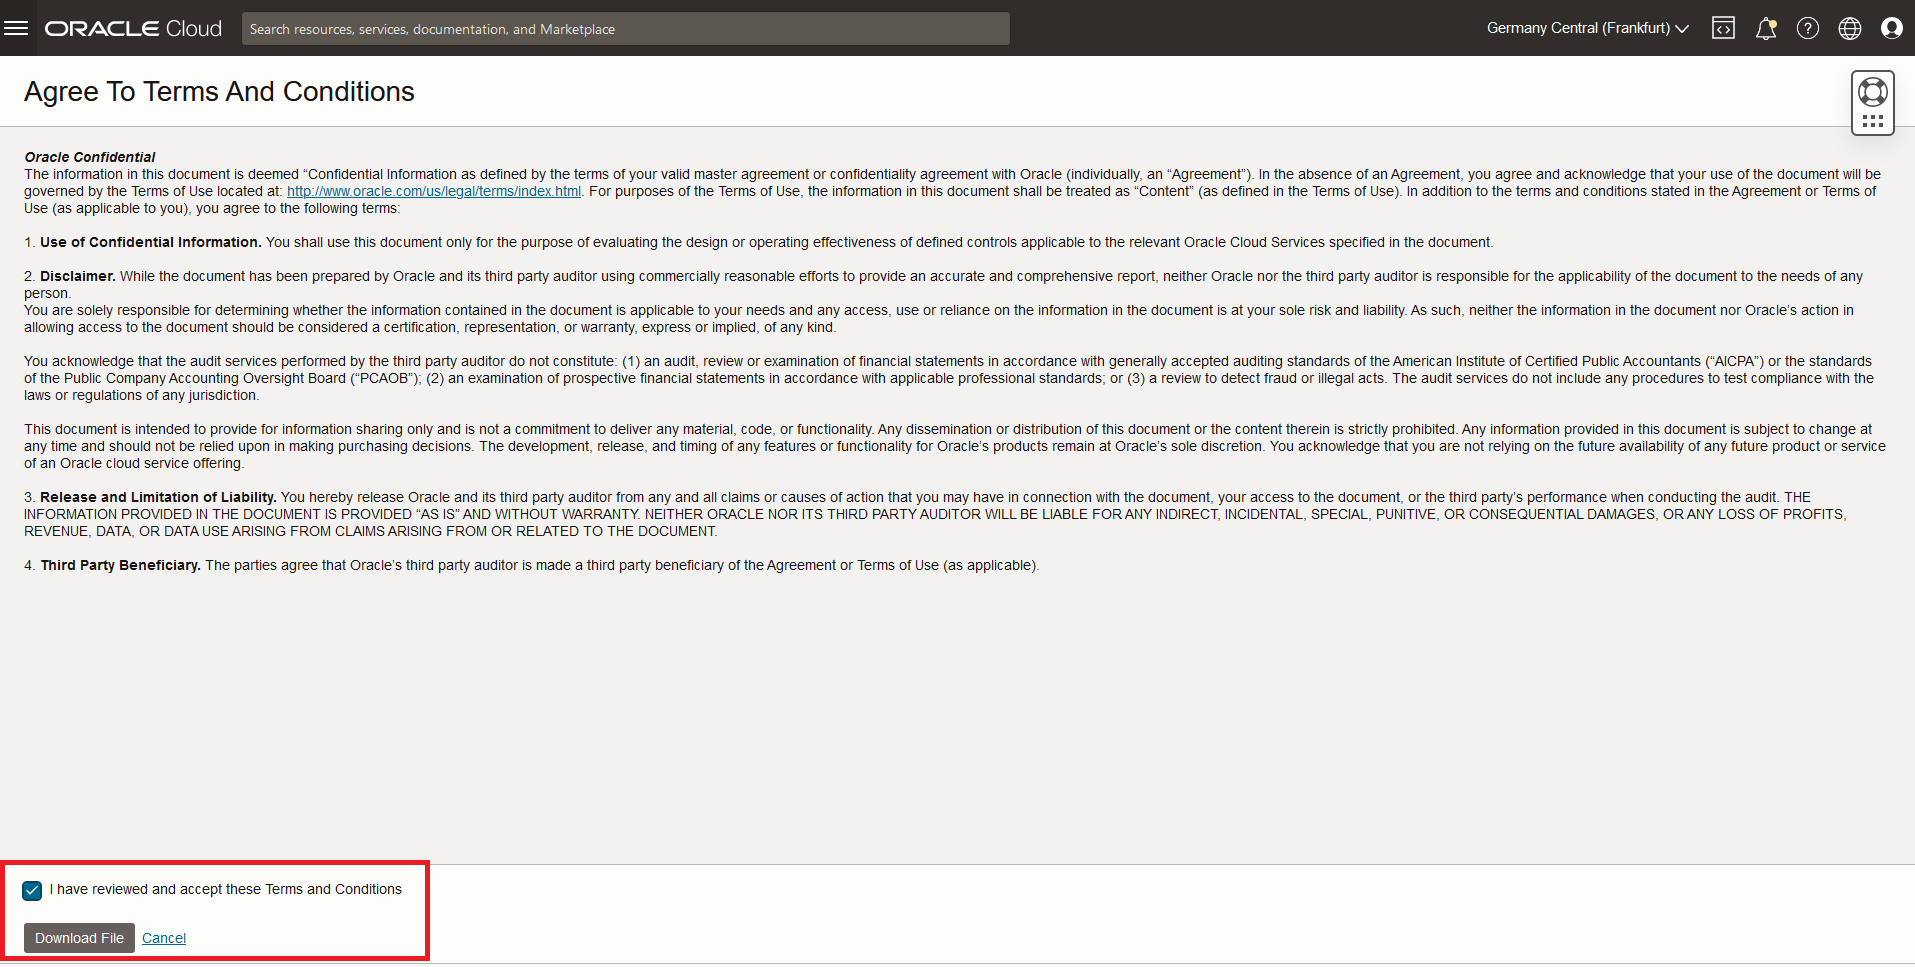 ORACLE Cloud
Search resources, services, documentation, and Marketplace
Germany Central (Frankfurt)
Agree To Terms And Conditions
Oracle Confidential
The information in this document is deemed “Confidential Information as defined by the terms of your valid master agreement or confidentiality agreement with Oracle (individually, an “Agreement”). In the absence of an Agreement, you agree and acknowledge that your use of the document will be
governed by the Terms of Use located at: http://www.oracle.com/us/legal/terms/index.html. For purposes of the Terms of Use, the information in this document shall be treated as “Content” (as defined in the Terms of Use). In addition to the terms and conditions stated in the Agreement or Terms of
Use (as applicable to you), you agree to the following terms:
1. Use of Confidential Information. You shall use this document only for the purpose of evaluating the design or operating effectiveness of defined controls applicable to the relevant Oracle Cloud Services specified in the document.
2. Disclaimer. While the document has been prepared by Oracle and its third party auditor using commercially reasonable efforts to provide an accurate and comprehensive report, neither Oracle nor the third party auditor is responsible for the applicability of the document to the needs of any
person.
You are solely responsible for determining whether the information contained in the document is applicable to your needs and any access, use or reliance on the information in the document is at your sole risk and liability. As such, neither the information in the document nor Oracle’s action in
allowing access to the document should be considered a certification, representation, or warranty, express or implied, of any kind.
You acknowledge that the audit services performed by the third party auditor do not constitute: (1) an audit, review or examination of financial statements in accordance with generally accepted auditing standards of the American Institute of Certified Public Accountants (“AICPA”) or the standards
of the Public Company Accounting Oversight Board (“PCAOB”); (2) an examination of prospective financial statements in accordance with applicable professional standards; or (3) a review to detect fraud or illegal acts. The audit services do not include any procedures to test compliance with the
laws or regulations of any jurisdiction.
This document is intended to provide for information sharing only and is not a commitment to deliver any material, code, or functionality. Any dissemination or distribution of this document or the content therein is strictly prohibited. Any information provided in this document is subject to change at
any time and should not be relied upon in making purchasing decisions. The development, release, and timing of any features or functionality for Oracle’s products remain at Oracle’s sole discretion. You acknowledge that you are not relying on the future availability of any future product or service
of an Oracle cloud service offering.
3. Release and Limitation of Liability. You hereby release Oracle and its third party auditor from any and all claims or causes of action that you may have in connection with the document, your access to the document, or the third party’s performance when conducting the audit. THE
INFORMATION PROVIDED IN THE DOCUMENT IS PROVIDED “AS IS” AND WITHOUT WARRANTY. NEITHER ORACLE NOR ITS THIRD PARTY AUDITOR WILL BE LIABLE FOR ANY INDIRECT, INCIDENTAL, SPECIAL, PUNITIVE, OR CONSEQUENTIAL DAMAGES, OR ANY LOSS OF PROFITS,
REVENUE, DATA, OR DATA USE ARISING FROM CLAIMS ARISING FROM OR RELATED TO THE DOCUMENT.
4. Third Party Beneficiary. The parties agree that Oracle’s third party auditor is made a third party beneficiary of the Agreement or Terms of Use (as applicable).
I have reviewed and accept these Terms and Conditions
Download File Cancel